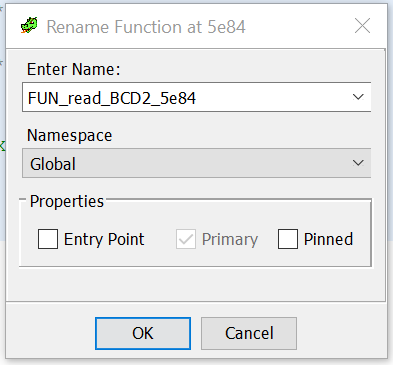 Rename Function at 5e84
Enter Name:
FUN_read_BCD2_5e84
Namespace
Global
Properties
Entry Point Primary Pinned
OK Cancel